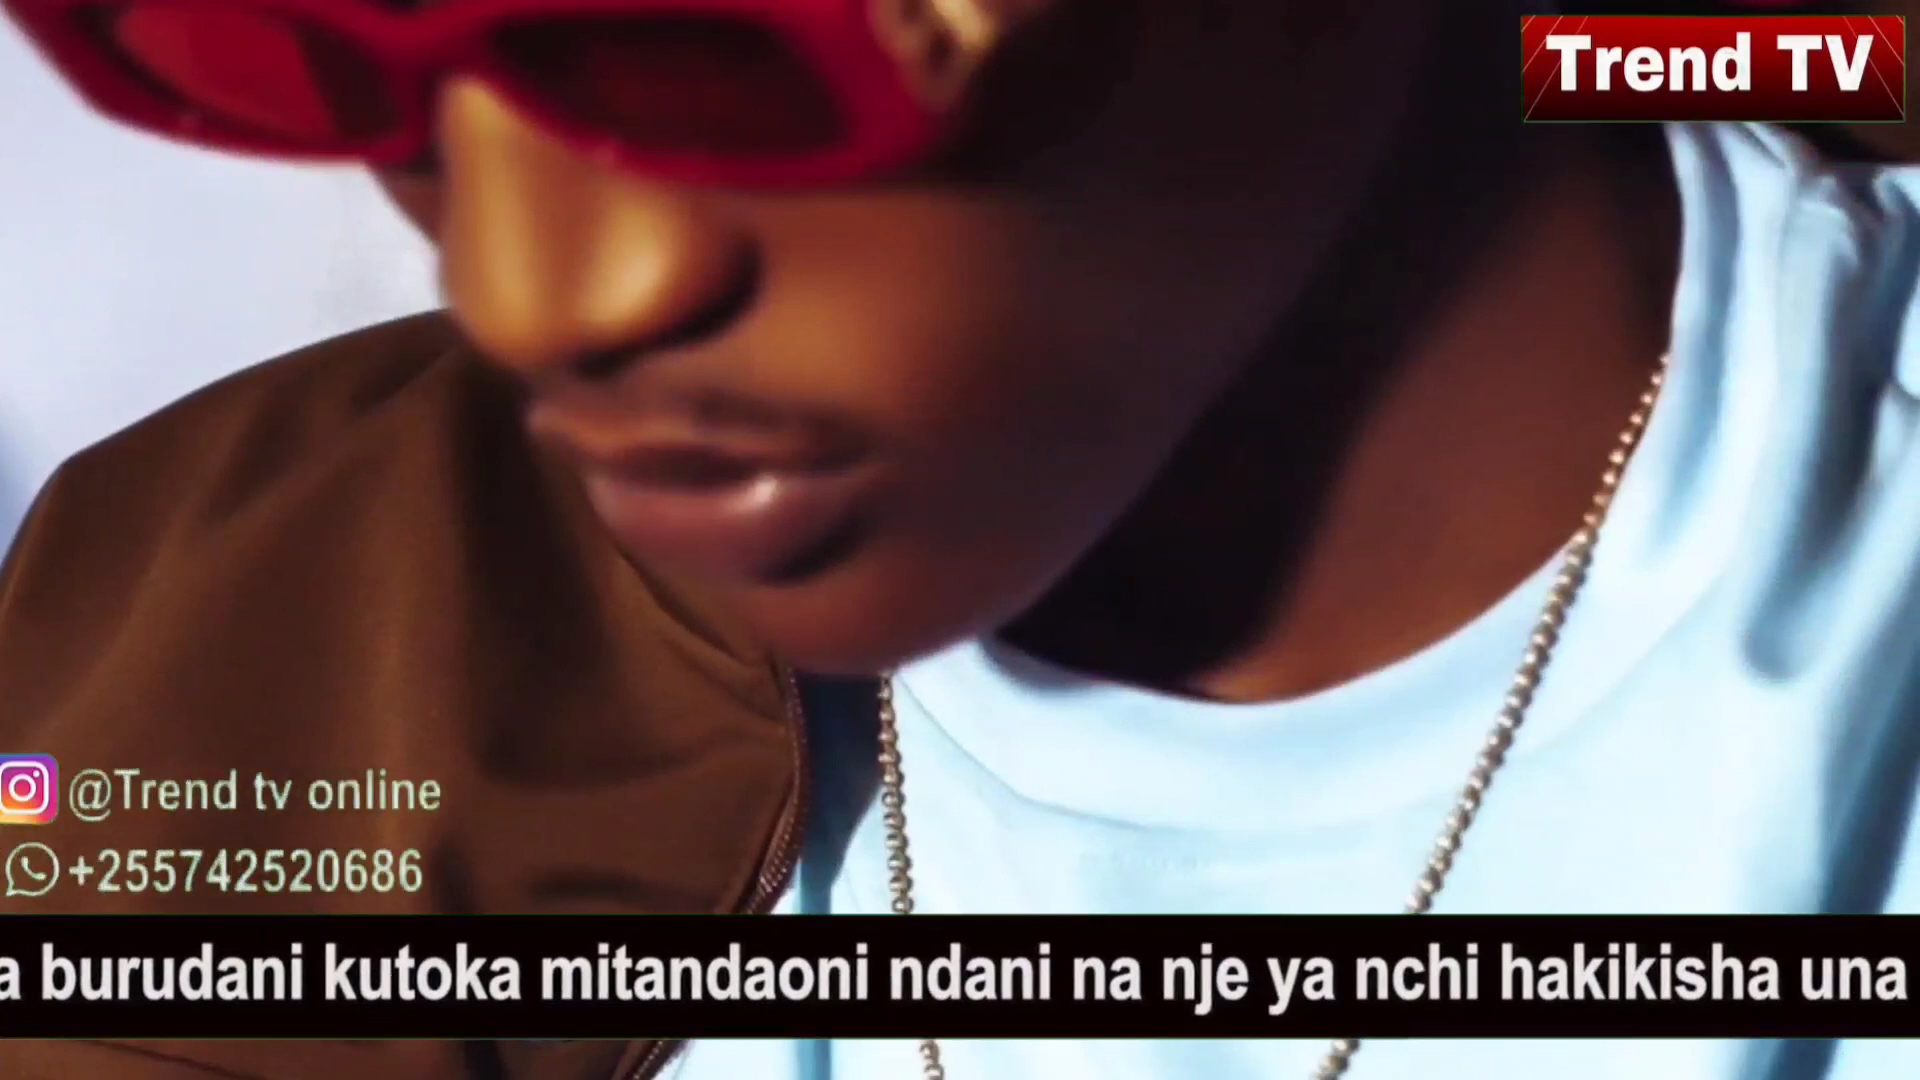 Trend TV
@Trend tv online
+255742520686
a burudani kutoka mitandaoni ndani na nje ya nchi hakikisha una